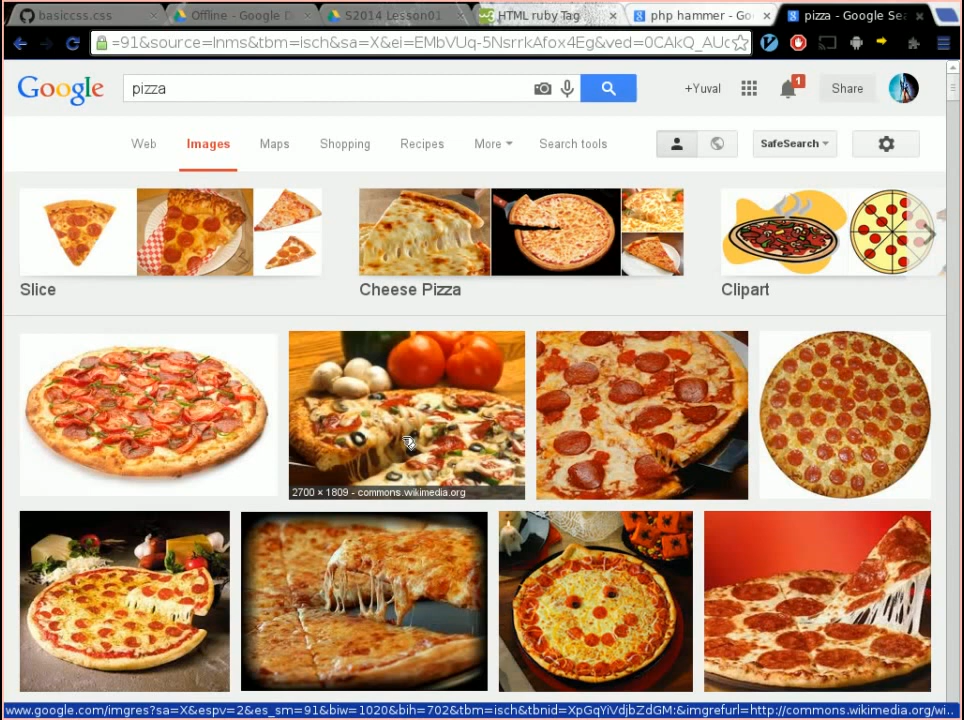 basiccss.css
Offline - Google D
S2014 Lesson01
HTML ruby Tag
php hammer - Go
pizza - Google Sea
=91&source=lnms&tbm=isch&sa=X&ei=EMbVUq-5NsrrkAfox4Eg&ved=0CAkQ_AUc
Google
pizza
+Yuval
1
Share
Web
Images
Maps
Shopping
Recipes
More
Search tools
SafeSearch
Slice
Cheese Pizza
Clipart
2700 × 1809 - commons.wikimedia.org
www.google.com/imgres?sa=X&espv=2&es_sm=91&biw=1020&bih=702&tbm=isch&tbnid=XpGqYiVdjbZdGM:&imgrefurl=http://commons.wikimedia.org/wi...